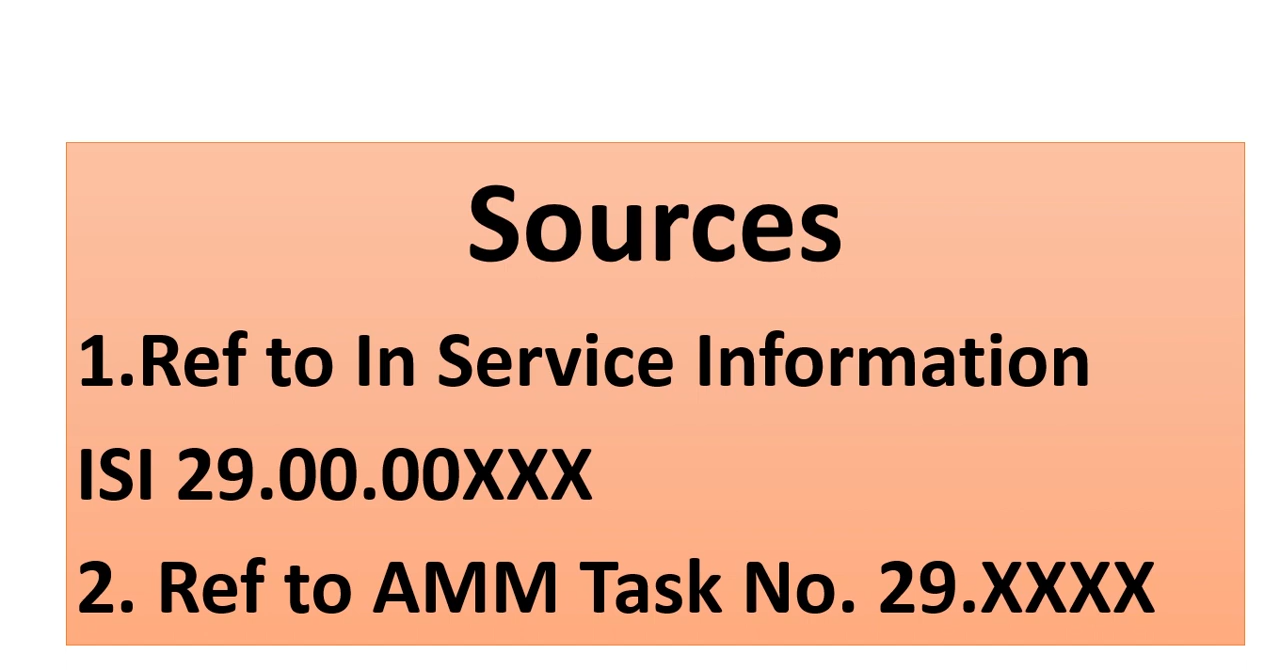 Sources
1.Ref to In Service Information
ISI 29.00.00XXX
2. Ref to AMM Task No. 29.XXXX